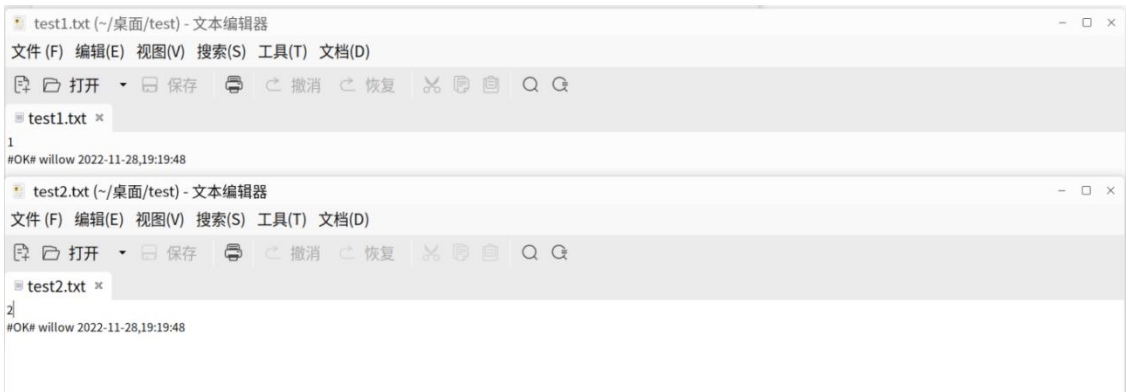 test1.txt (~/桌面/test) - 文本编辑器
文件 (F) 编辑(E) 视图(V) 搜索(S) 工具(T) 文档(D)
打开 保存 撤消 恢复
test1.txt
1
#OK# willow 2022-11-28,19:19:48
test2.txt (~/桌面/test) - 文本编辑器
文件 (F) 编辑(E) 视图(V) 搜索(S) 工具(T) 文档(D)
打开 保存 撤消 恢复
test2.txt
2
#OK# willow 2022-11-28,19:19:48